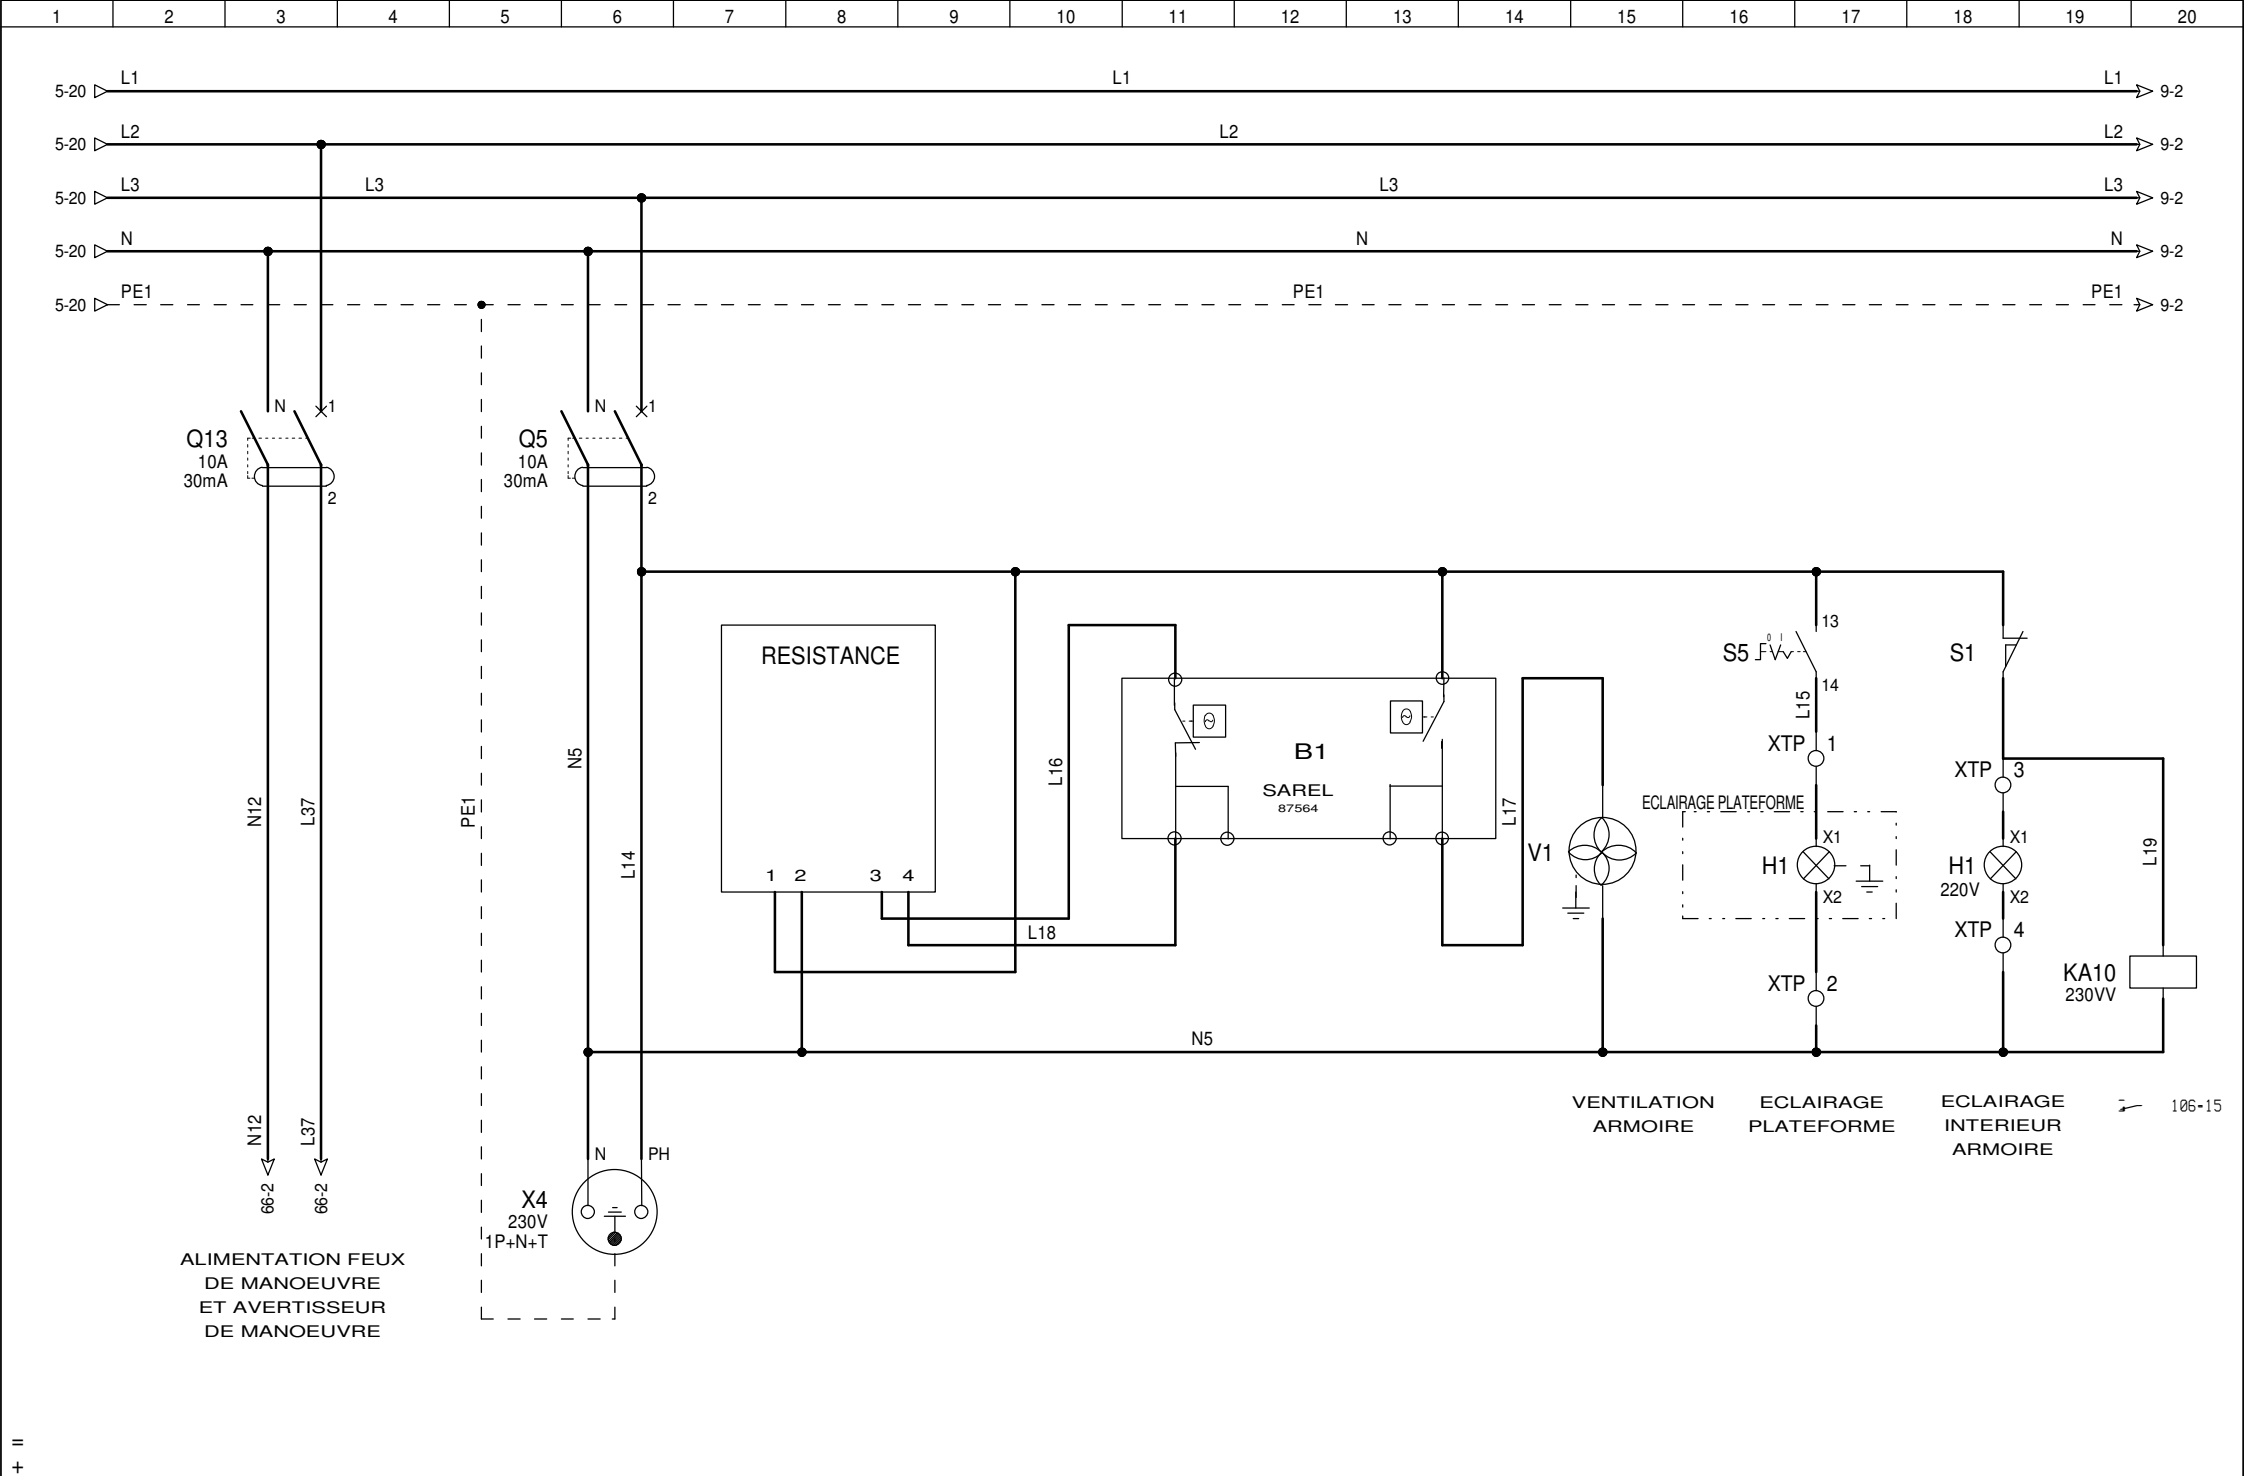 1 2 3 4 5 6 7 8 9 10 11 12 13 14 15 16 17 18 19 20
L1 L1 L1
5-20 9-2
L2 L2 L2
5-20 9-2
L3 L3 L3 L3
5-20 9-2
N N N
5-20 9-2
PE1 PE1 PE1
5-20 9-2
N 1 N 1
Q13 Q5
10A 10A
30mA 30mA
2 2
13
RESISTANCE
S5 0 I S1
14
L15
XTP 1
N5 L16 B1
XTP 3
SAREL
87564
ECLAIRAGE PLATEFORME
N12 L37 PE1 L17
X1 X1
L14 V1 L19
H1 H1
1 2 3 4
220V
X2 X2
L18
XTP 4
KA10
XTP 2
230VV
N5
VENTILATION
ARMOIRE
ECLAIRAGE
PLATEFORME
ECLAIRAGE
INTERIEUR
ARMOIRE
106-15
N12 L37
N PH
66-2 66-2
X4
230V
1P+N+T
ALIMENTATION FEUX
DE MANOEUVRE
ET AVERTISSEUR
DE MANOEUVRE
=
+